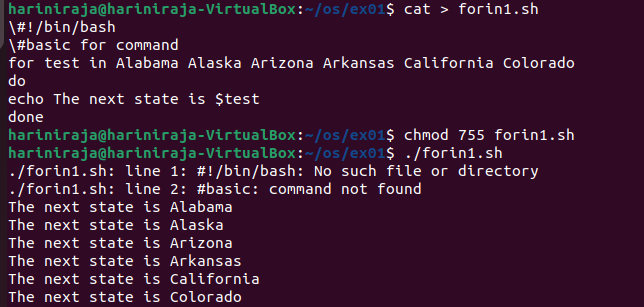 hariniraja@hariniraja-VirtualBox:~/os/ex01$ cat > forin1.sh
\#!/bin/bash
\#basic for command
for test in Alabama Alaska Arizona Arkansas California Colorado
do
echo The next state is $test
done
hariniraja@hariniraja-VirtualBox:~/os/ex01$ chmod 755 forin1.sh
hariniraja@hariniraja-VirtualBox:~/os/ex01$ ./forin1.sh
./forin1.sh: line 1: #!/bin/bash: No such file or directory
./forin1.sh: line 2: #basic: command not found
The next state is Alabama
The next state is Alaska
The next state is Arizona
The next state is Arkansas
The next state is California
The next state is Colorado